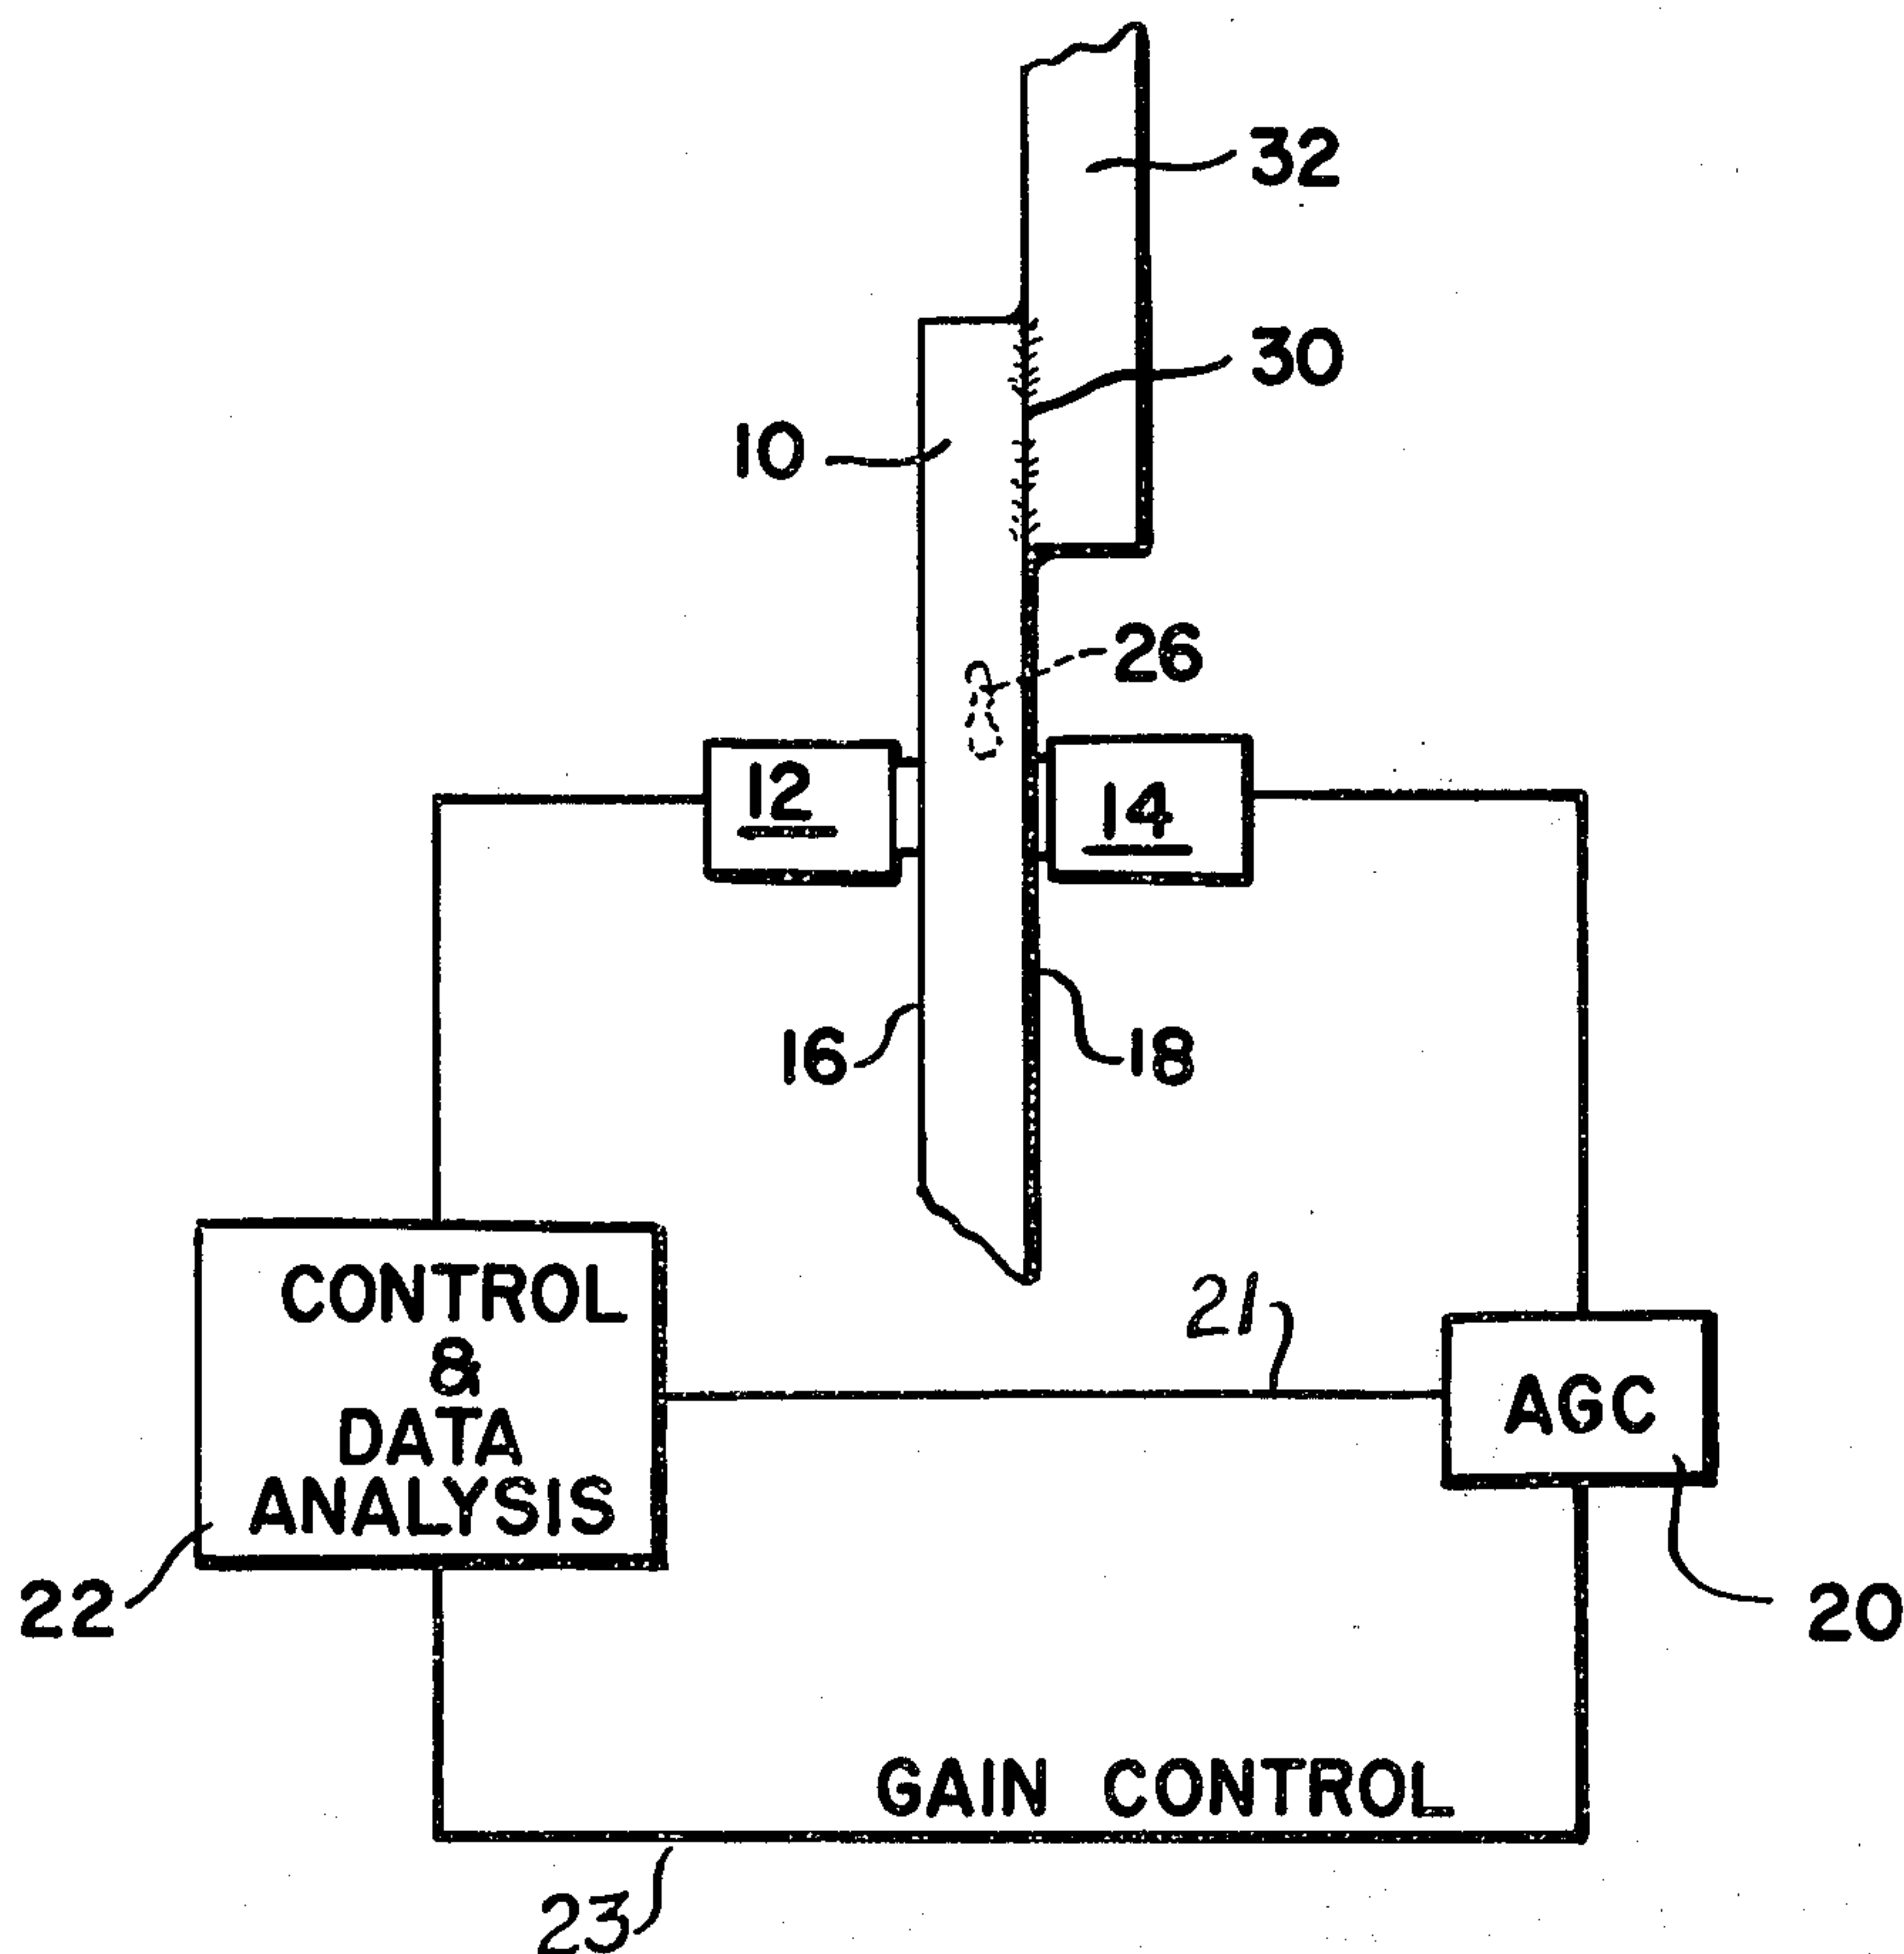 32
30
10
26
12
14
16
18
21
CONTROL
&
DATA
ANALYSIS
AGC
22
20
GAIN CONTROL
23